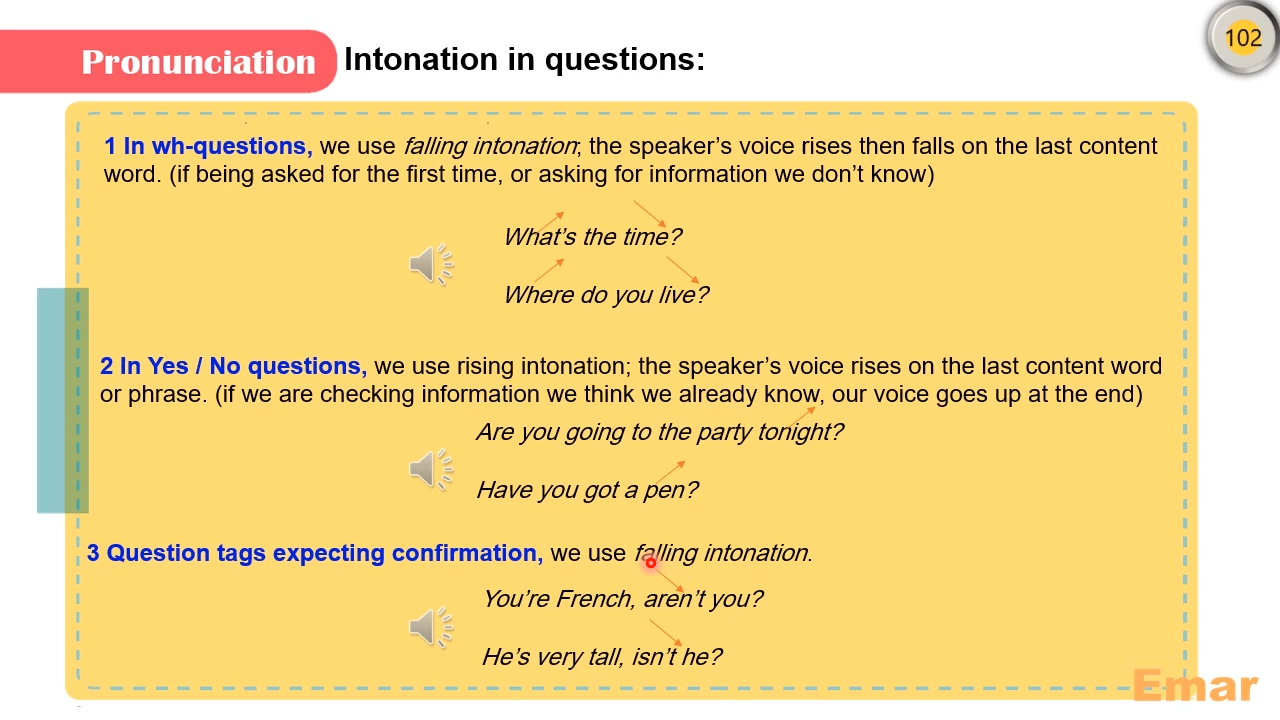 102
Pronunciation Intonation in questions:
1 In wh-questions, we use falling intonation; the speaker's voice rises then falls on the last content
word. (if being asked for the first time, or asking for information we don't know)
What's the time?
Where do you live?
2 In Yes / No questions, we use rising intonation; the speaker's voice rises on the last content word
or phrase. (if we are checking information we think we already know, our voice goes up at the end)
Are you going to the party tonight?
Have you got a pen?
3 Question tags expecting confirmation, we use falling intonation.
You're French, aren't you?
He's very tall, isn't he?
Emar